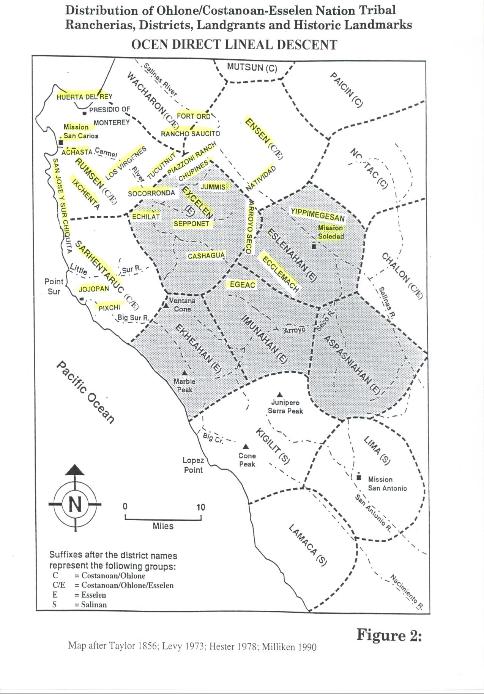 Distribution of Ohlone/Costanoan-Esselen Nation Tribal
Rancherias, Districts, Landgrants and Historic Landmarks
OCEN DIRECT LINEAL DESCENT
MUTSUN (C)
PAICIN (C)
Salinas River
WACHARON (C/E)
HUERTA DEL REY
PRESIDIO OF
MONTEREY
FORT ORD
RANCHO SAUCITO
ENSEN (C/E)
Mission
San Carlos
ACHASTA
Carmel
River
LOS VIRGENES
TUCUTNUT
PIAZZONI RANCH
CHUPINES
NATIVIDAD
RUMSEN (C/E)
IXCHENTA
SAN JOSE Y SUR CHIQUITA
SOCORRONDA
EXCELEN
(E)
JUMMIS
ECHILAT
SEPPONET
CASHAGUA
ARROYO SECO
YIPPIMEGESAN
Mission
Soledad
ESLENAHAN (E)
ECCLEMACH
EGEAC
CHALON (C/E)
Salinas R.
SARHENTARUC (C/E)
Little
Sur R.
Point
Sur
JOJOPAN
PIXCHI
Big Sur R.
Ventana
Cone
EKHEAHAN (E)
IMUNAHAN (E)
Arroyo
Seco R.
ASPASNIAHAN (E)
Marble
Peak
Junipero
Serra Peak
Pacific Ocean
Big Cr.
Cone
Peak
KIGILIT (S)
LIMA (S)
Mission
San Antonio
San Antonio R.
Lopez
Point
LAMACA (S)
Nacimento R.
N
0 10
Miles
Suffixes after the district names
represent the following groups:
C = Costanoan/Ohlone
C/E = Costanoan/Ohlone/Esselen
E = Esselen
S = Salinan
Figure 2:
Map after Taylor 1856; Levy 1973; Hester 1978; Milliken 1990